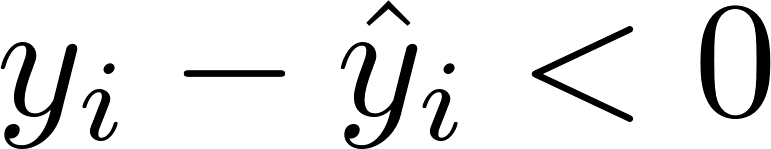 $y_i - \hat{y}_i < 0$